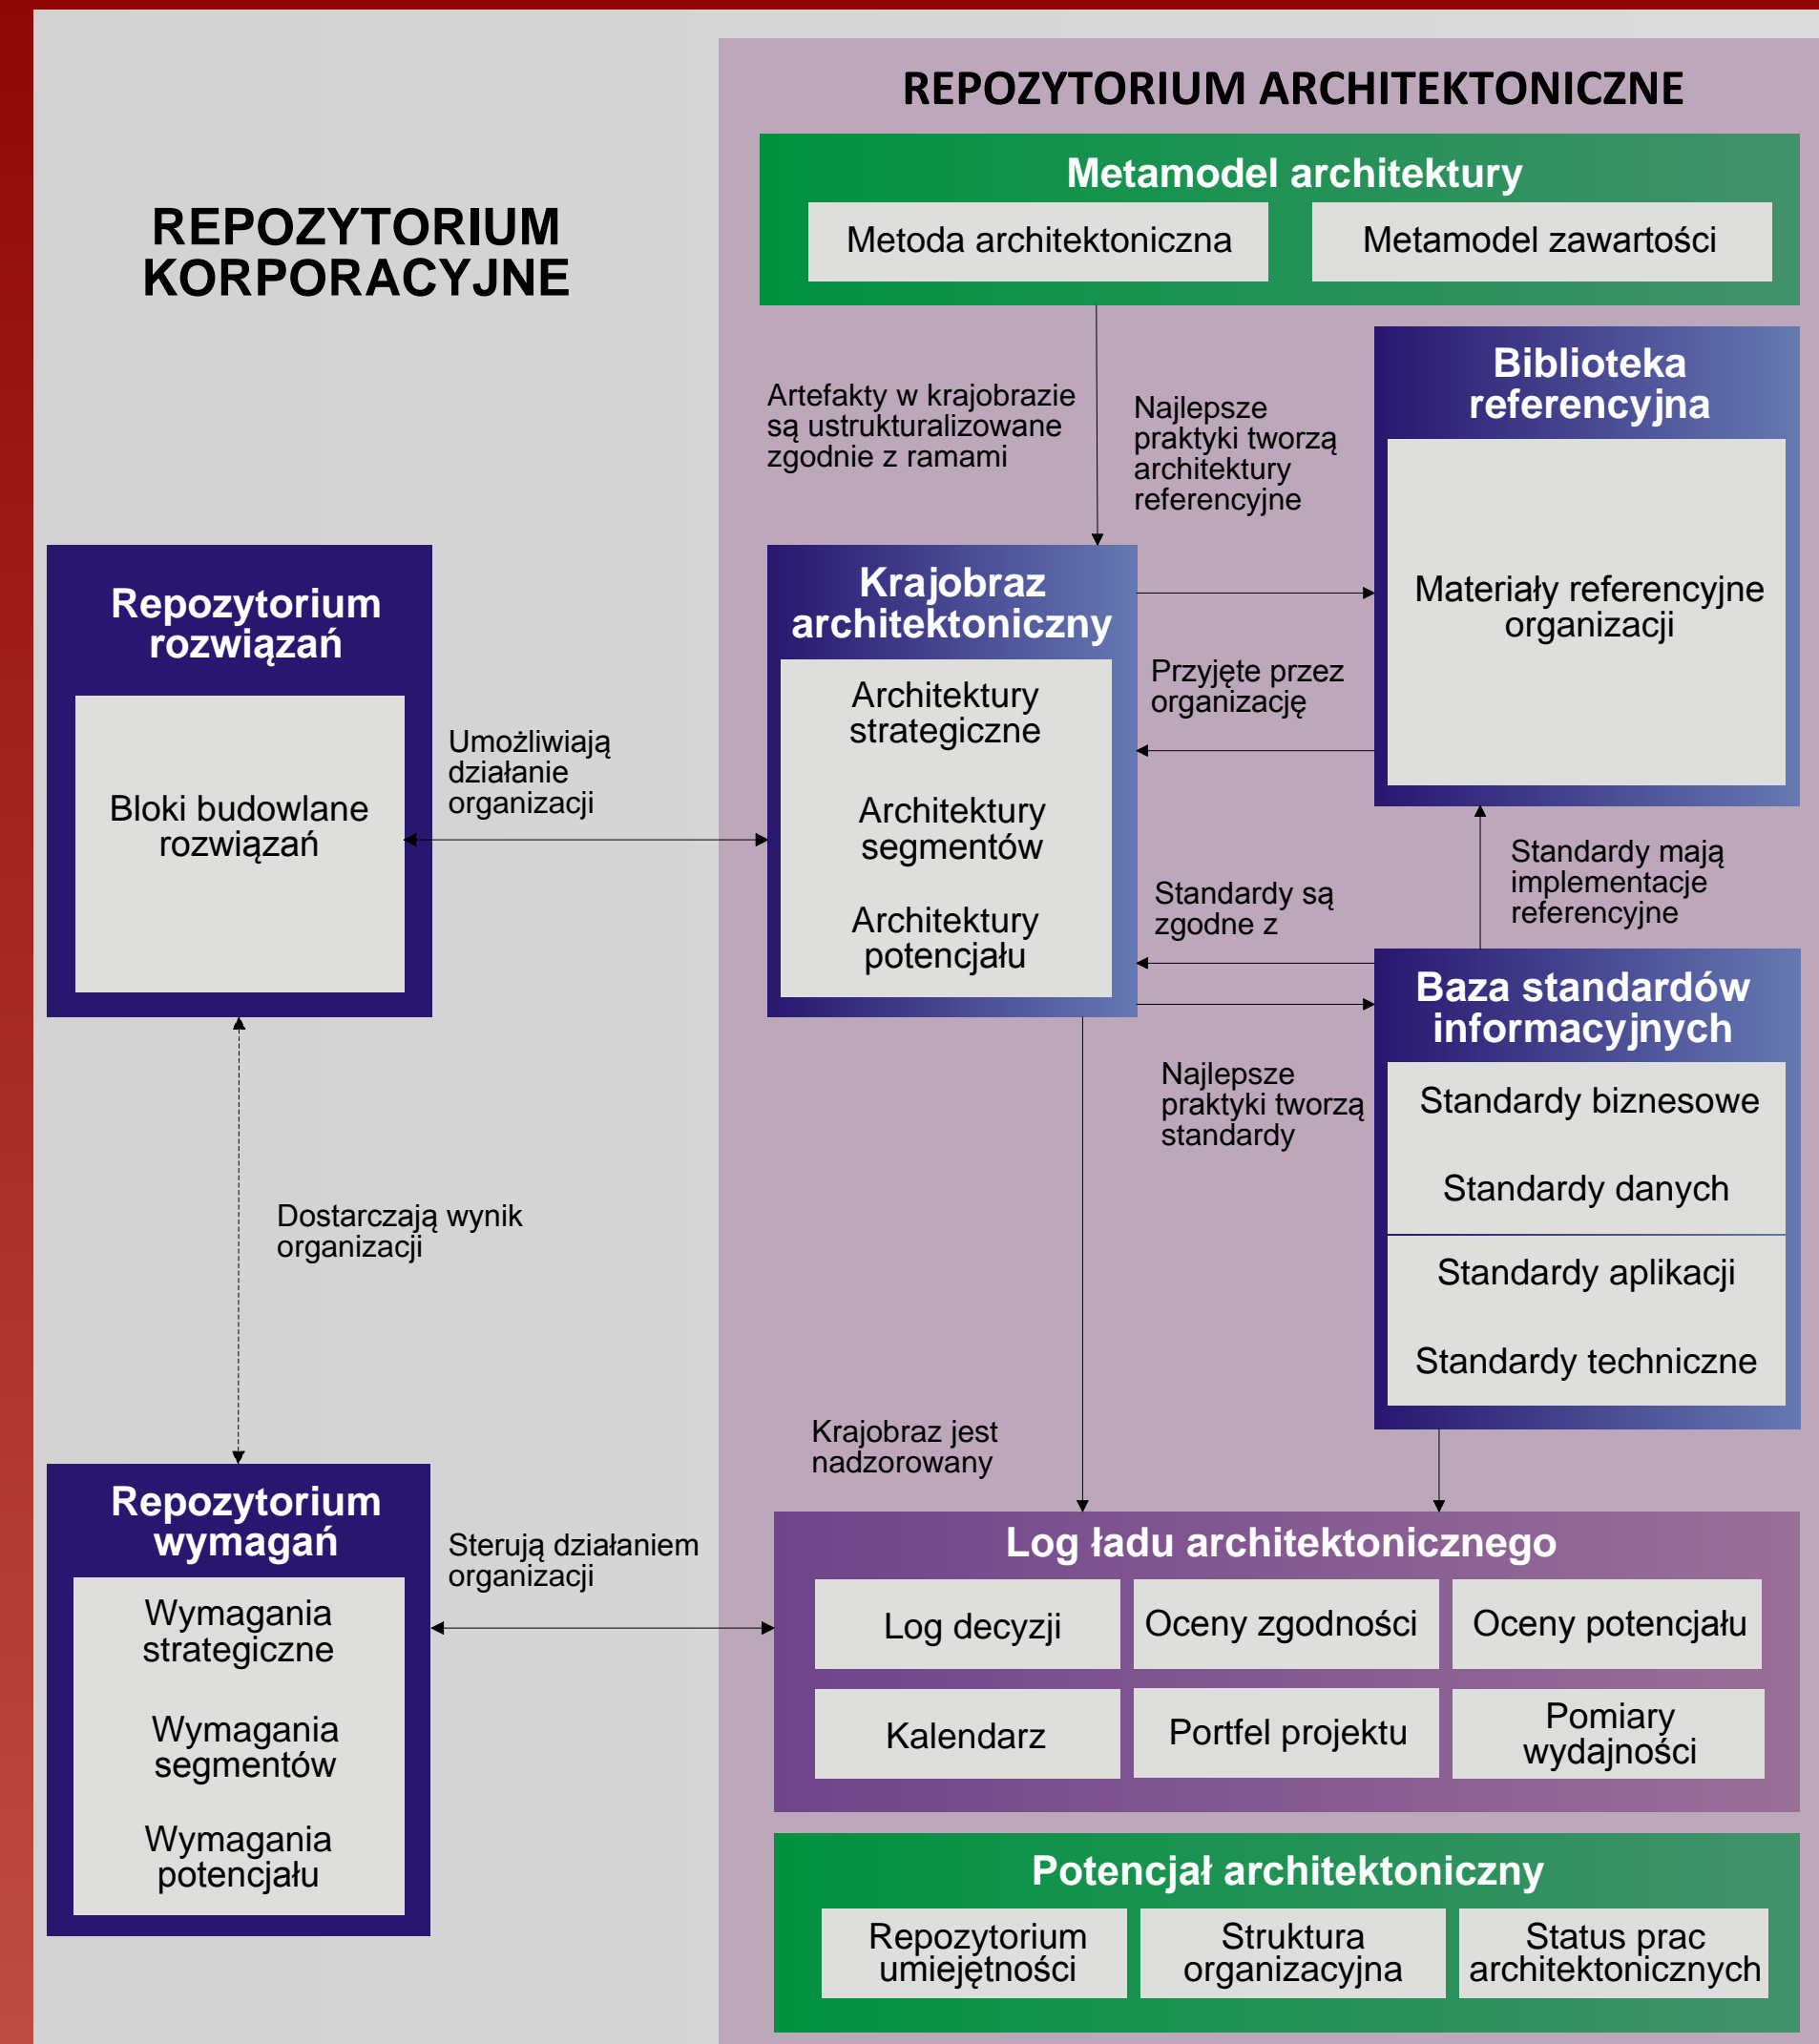 REPOZYTORIUM ARCHITEKTONICZNE
Metamodel architektury
Metoda architektoniczna
Metamodel zawartości
REPOZYTORIUM
KORPORACYJNE
Artefakty w krajobrazie
są ustrukturalizowane
zgodnie z ramami
Najlepsze
praktyki tworzą
architektury
referencyjne
Biblioteka
referencyjna
Materiały referencyjne
organizacji
Repozytorium
rozwiązań
Bloki budowlane
rozwiązań
Umożliwiają
działanie
organizacji
Krajobraz
architektoniczny
Architektury
strategiczne
Architektury
segmentów
Architektury
potencjału
Przyjęte przez
organizację
Standardy są
zgodne z
Standardy mają
implementacje
referencyjne
Najlepsze
praktyki tworzą
standardy
Baza standardów
informacyjnych
Standardy biznesowe
Standardy danych
Standardy aplikacji
Standardy techniczne
Dostarczają wynik
organizacji
Krajobraz jest
nadzorowany
Repozytorium
wymagań
Wymagania
strategiczne
Wymagania
segmentów
Wymagania
potencjału
Sterują działaniem
organizacji
Log ładu architektonicznego
Log decyzji
Oceny zgodności
Oceny potencjału
Kalendarz
Portfel projektu
Pomiary
wydajności
Potencjał architektoniczny
Repozytorium
umiejętności
Struktura
organizacyjna
Status prac
architektonicznych